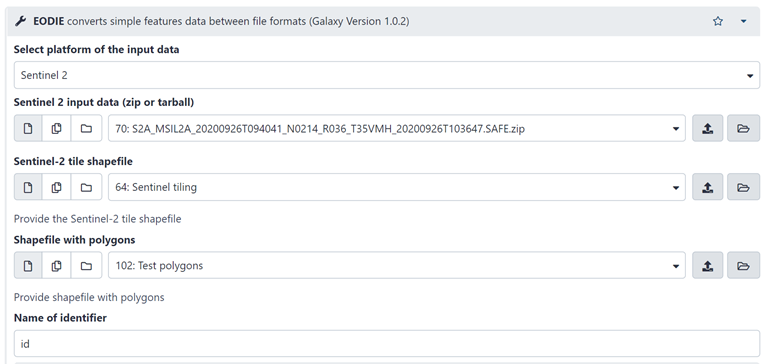 EODIE converts simple features data between file formats (Galaxy Version 1.0.2)
Select platform of the input data
Sentinel 2
Sentinel 2 input data (zip or tarball)
70: S2A_MSIL2A_20200926T094041_N0214_R036_T35VMH_20200926T103647.SAFE.zip
Sentinel-2 tile shapefile
64: Sentinel tiling
Provide the Sentinel-2 tile shapefile
Shapefile with polygons
102: Test polygons
Provide shapefile with polygons
Name of identifier
id